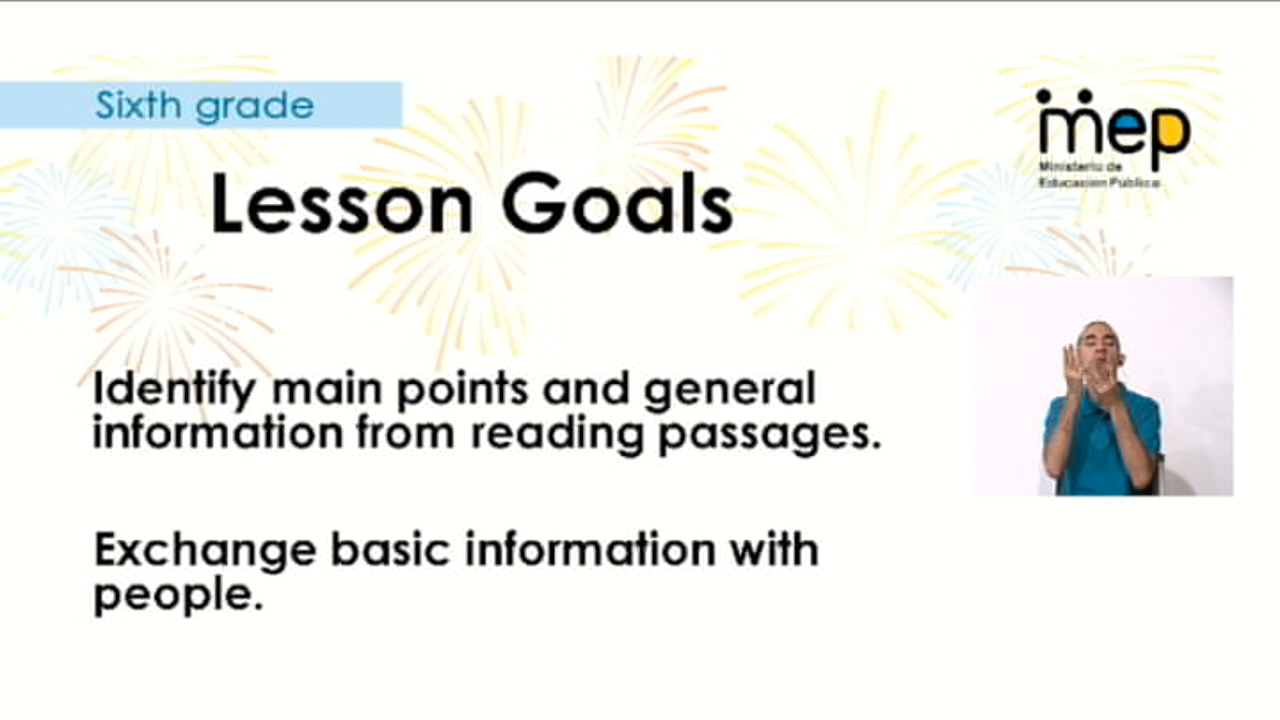 Sixth grade
mep
Ministerio de
Educación Pública
Lesson Goals
Identify main points and general
information from reading passages.
Exchange basic information with
people.